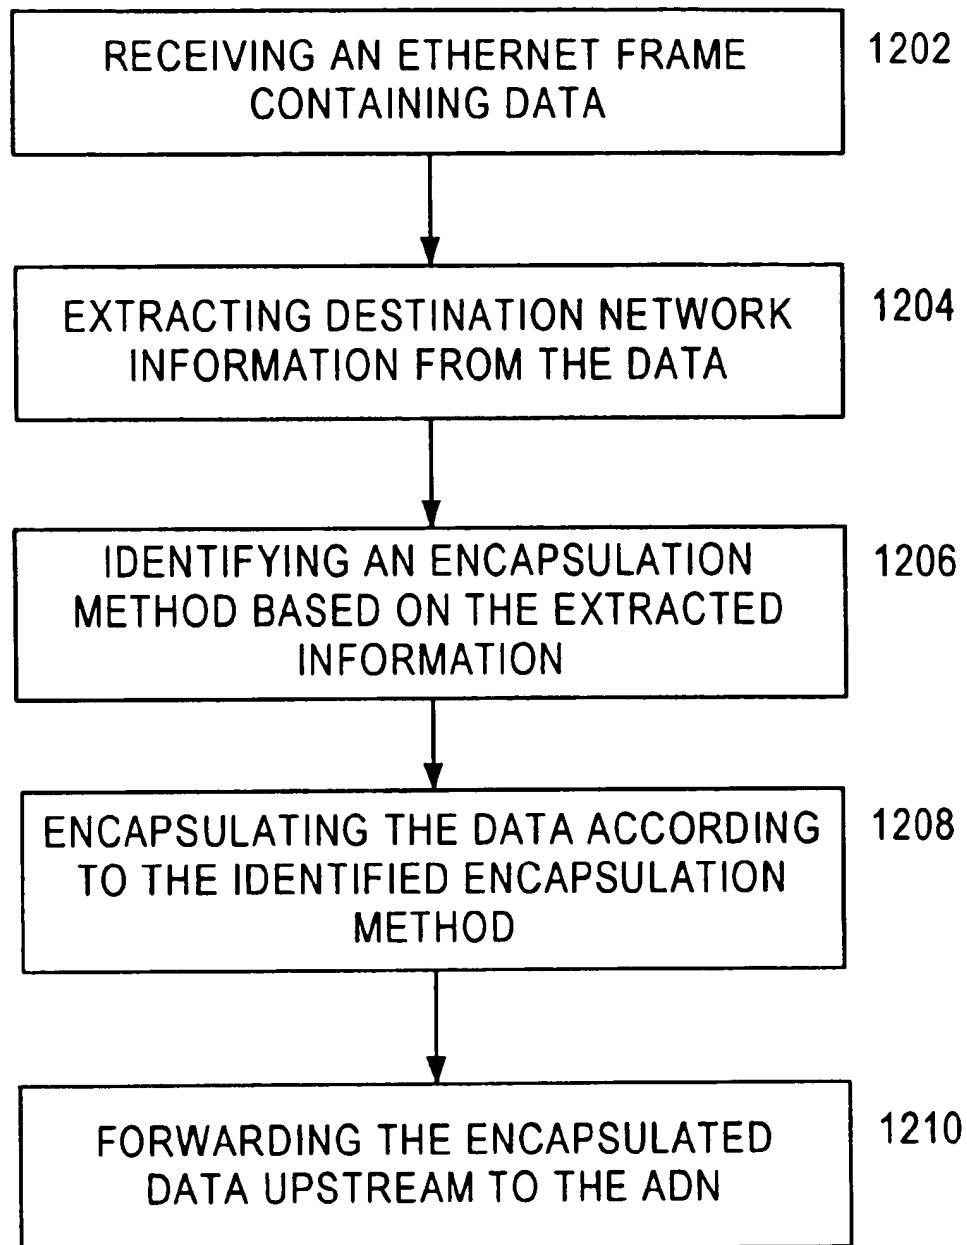 RECEIVING AN ETHERNET FRAME
CONTAINING DATA
1202
EXTRACTING DESTINATION NETWORK
INFORMATION FROM THE DATA
1204
IDENTIFYING AN ENCAPSULATION
METHOD BASED ON THE EXTRACTED
INFORMATION
1206
ENCAPSULATING THE DATA ACCORDING
TO THE IDENTIFIED ENCAPSULATION
METHOD
1208
FORWARDING THE ENCAPSULATED
DATA UPSTREAM TO THE ADN
1210